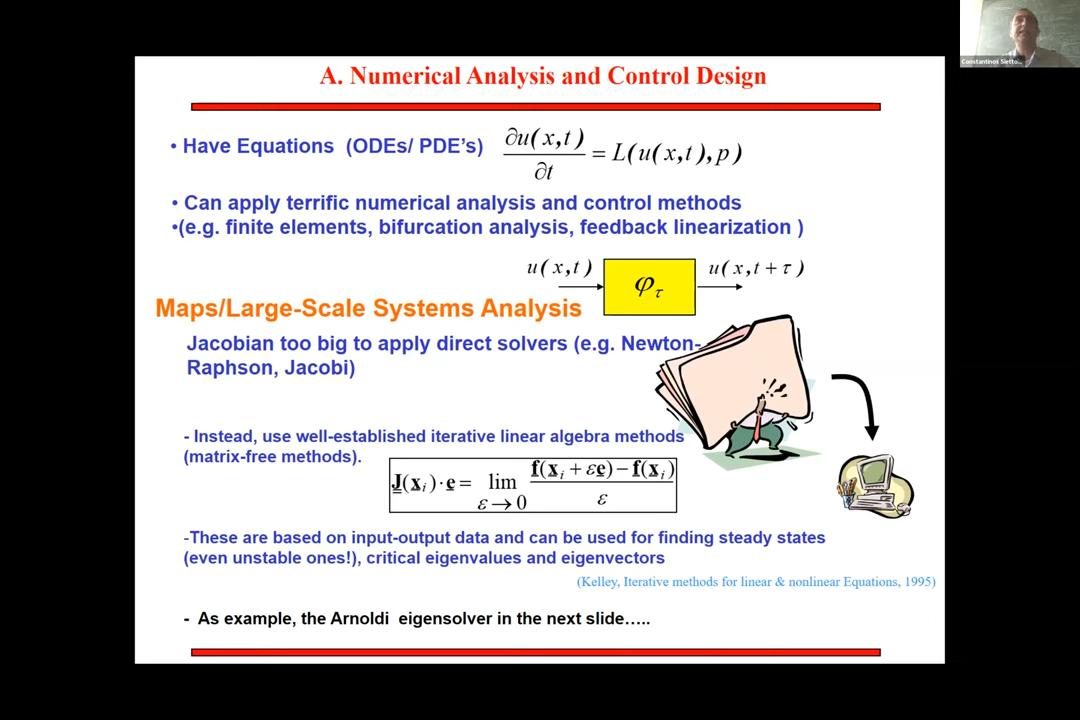 A. Numerical Analysis and Control Design
Constantinos Sietto...
• Have Equations (ODEs/ PDE's) ∂u(x,t)/∂t = L(u(x,t),p)
• Can apply terrific numerical analysis and control methods
•(e.g. finite elements, bifurcation analysis, feedback linearization )
u(x,t) φτ u(x,t + τ)
Maps/Large-Scale Systems Analysis
Jacobian too big to apply direct solvers (e.g. Newton-
Raphson, Jacobi)
- Instead, use well-established iterative linear algebra methods
(matrix-free methods).
J(xᵢ)·e = lim ε→0 f(xᵢ + εe) − f(xᵢ) / ε
-These are based on input-output data and can be used for finding steady states
(even unstable ones!), critical eigenvalues and eigenvectors
(Kelley, Iterative methods for linear & nonlinear Equations, 1995)
- As example, the Arnoldi eigensolver in the next slide…..